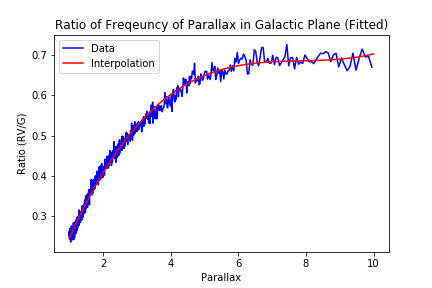 Ratio of Freqeuncy of Parallax in Galactic Plane (Fitted)
Data
Interpolation
0.7
0.6
0.5
0.4
0.3
Ratio (RV/G)
2
4
6
8
10
Parallax